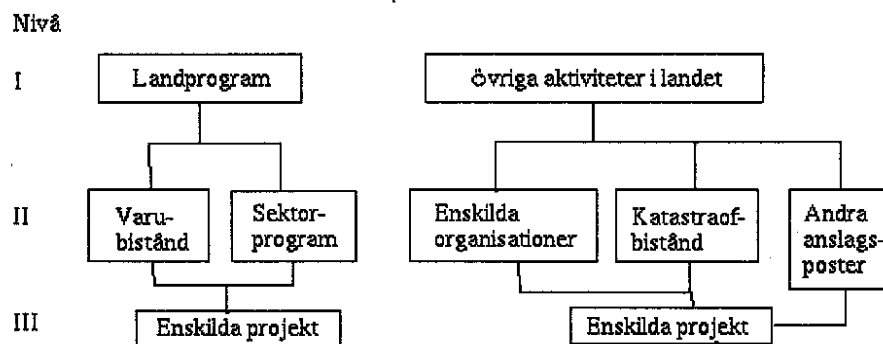 Nivå
I
Landprogram
övriga aktiviteter i landet
II
Varu-
bistånd
Sektor-
program
Enskilda
organisationer
Katastraof-
bistånd
Andra
anslags-
poster
III
Enskilda projekt
Enskilda projekt